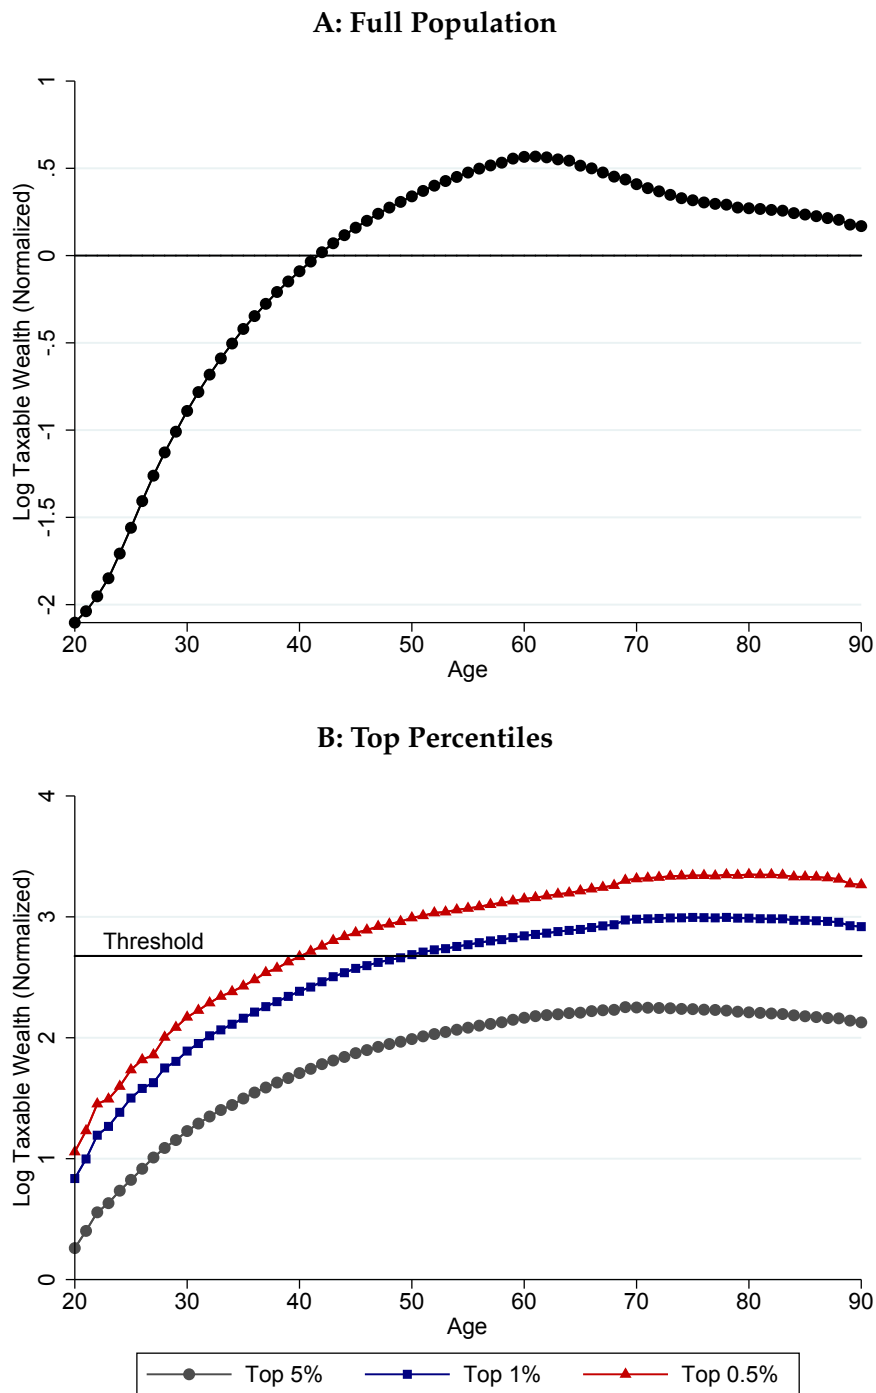 A: Full Population
Log Taxable Wealth (Normalized)
1
.5
0
-.5
-1
-1.5
-2
20 30 40 50 60 70 80 90
Age
B: Top Percentiles
Log Taxable Wealth (Normalized)
4
3
Threshold
2
1
0
20 30 40 50 60 70 80 90
Age
Top 5% Top 1% Top 0.5%